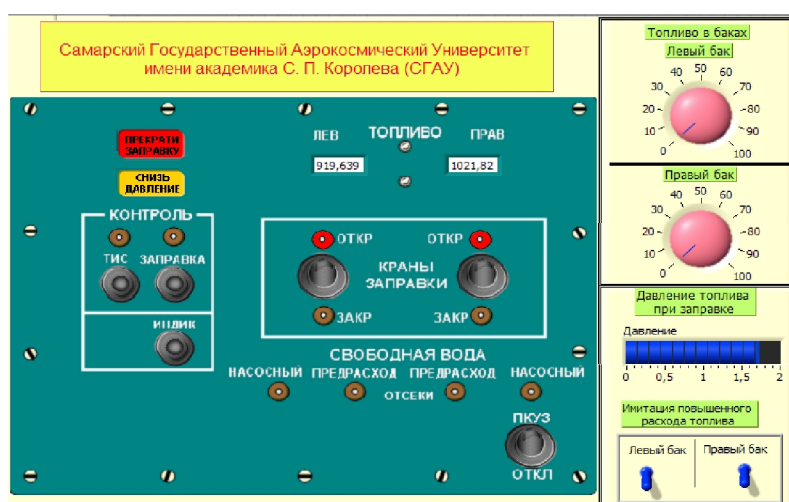 Самарский Государственный Аэрокосмический Университет
имени академика С. П. Королева (СГАУ)
ПРЕКРАТИ
ЗАПРАВКУ
СНИЗЬ
ДАВЛЕНИЕ
ЛЕВ ТОПЛИВО ПРАВ
919,639 1021,82
КОНТРОЛЬ
ТИС ЗАПРАВКА
ИНДИК
ОТКР ОТКР
КРАНЫ
ЗАПРАВКИ
ЗАКР ЗАКР
СВОБОДНАЯ ВОДА
НАСОСНЫЙ ПРЕДРАСХОД ПРЕДРАСХОД НАСОСНЫЙ
ОТСЕКИ
ПКУЗ
ОТКЛ
Топливо в баках
Левый бак
0 10 20 30 40 50 60 70 80 90 100
Правый бак
0 10 20 30 40 50 60 70 80 90 100
Давление топлива
при заправке
Давление
0 0,5 1 1,5 2
Имитация повышенного
расхода топлива
Левый бак Правый бак